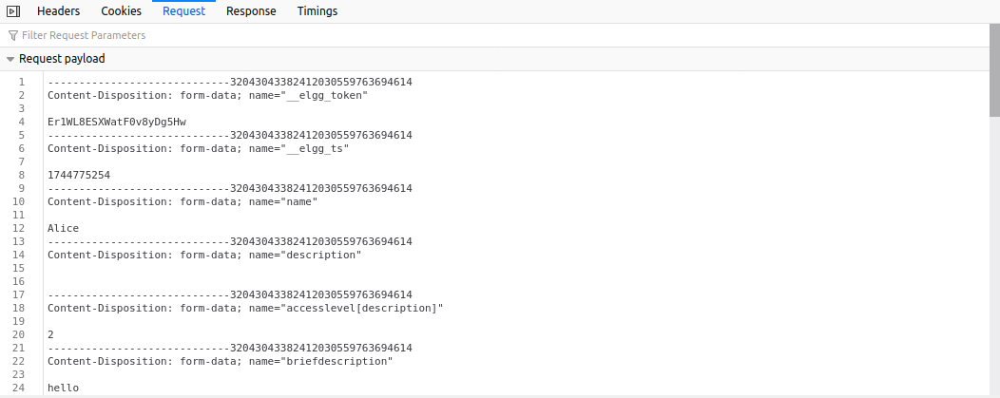 Headers Cookies Request Response Timings
Filter Request Parameters
Request payload
1 -----------------------------32043043382412030559763694614
2 Content-Disposition: form-data; name="__elgg_token"
3
4 Er1WL8ESXWatF0v8yDg5Hw
5 -----------------------------32043043382412030559763694614
6 Content-Disposition: form-data; name="__elgg_ts"
7
8 1744775254
9 -----------------------------32043043382412030559763694614
10 Content-Disposition: form-data; name="name"
11
12 Alice
13 -----------------------------32043043382412030559763694614
14 Content-Disposition: form-data; name="description"
15
16
17 -----------------------------32043043382412030559763694614
18 Content-Disposition: form-data; name="accesslevel[description]"
19
20 2
21 -----------------------------32043043382412030559763694614
22 Content-Disposition: form-data; name="briefdescription"
23
24 hello